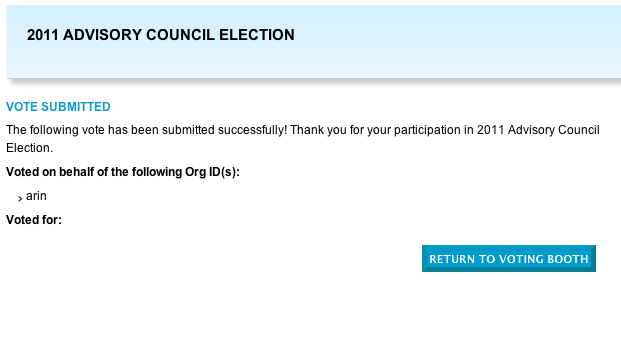 2011 ADVISORY COUNCIL ELECTION
VOTE SUBMITTED
The following vote has been submitted successfully! Thank you for your participation in 2011 Advisory Council
Election.
Voted on behalf of the following Org ID(s):
› arin
Voted for:
RETURN TO VOTING BOOTH